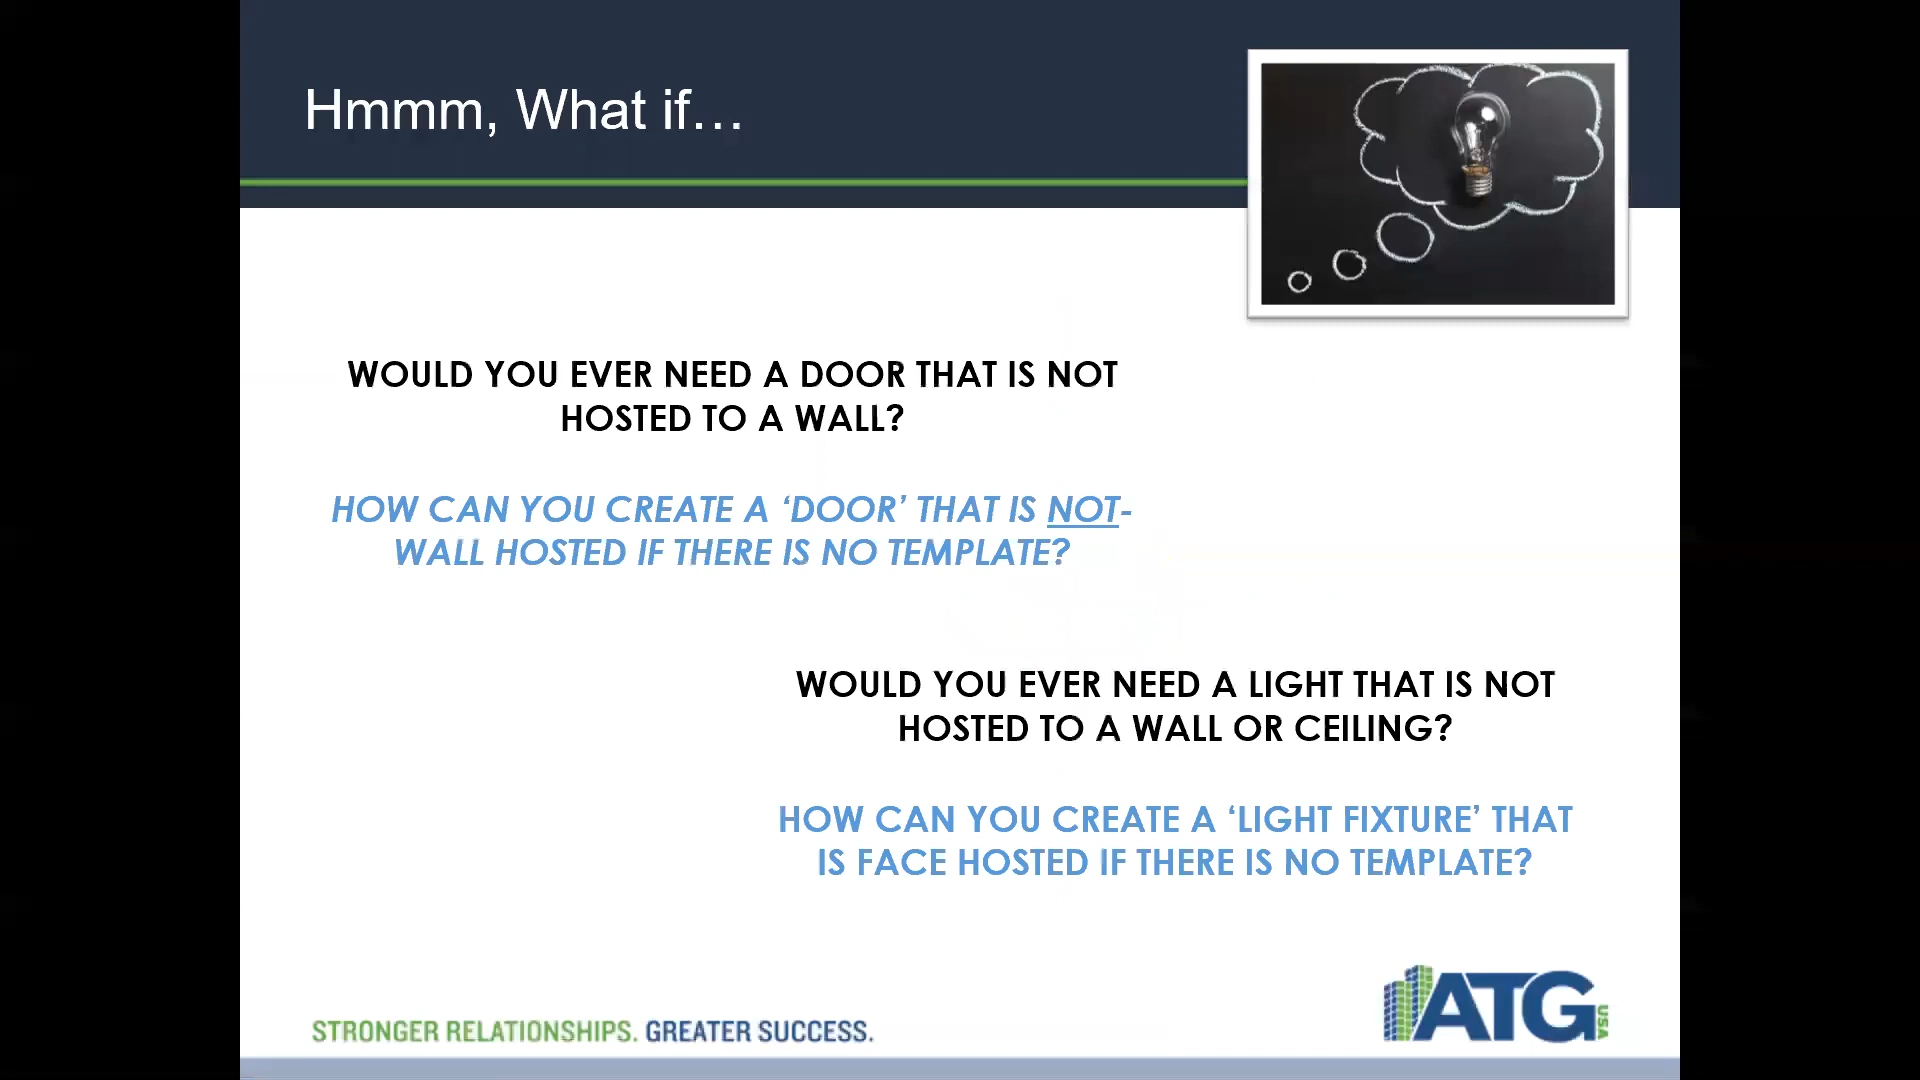 Hmmm, What if…
WOULD YOU EVER NEED A DOOR THAT IS NOT
HOSTED TO A WALL?
HOW CAN YOU CREATE A ‘DOOR’ THAT IS NOT-
WALL HOSTED IF THERE IS NO TEMPLATE?
WOULD YOU EVER NEED A LIGHT THAT IS NOT
HOSTED TO A WALL OR CEILING?
HOW CAN YOU CREATE A ‘LIGHT FIXTURE’ THAT
IS FACE HOSTED IF THERE IS NO TEMPLATE?
STRONGER RELATIONSHIPS. GREATER SUCCESS.
ATG USA